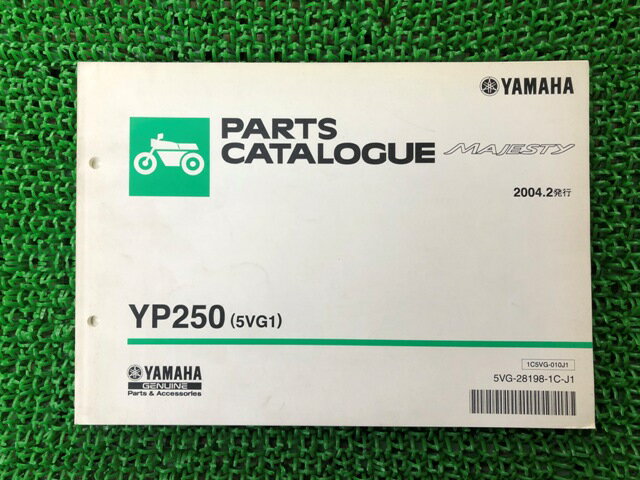 YAMAHA
PARTS
CATALOGUE
MAJESTY
2004.2発行
YP250 (5VG1)
YAMAHA
GENUINE
Parts & Accessories
1C5VG-010J1
5VG-28198-1C-J1